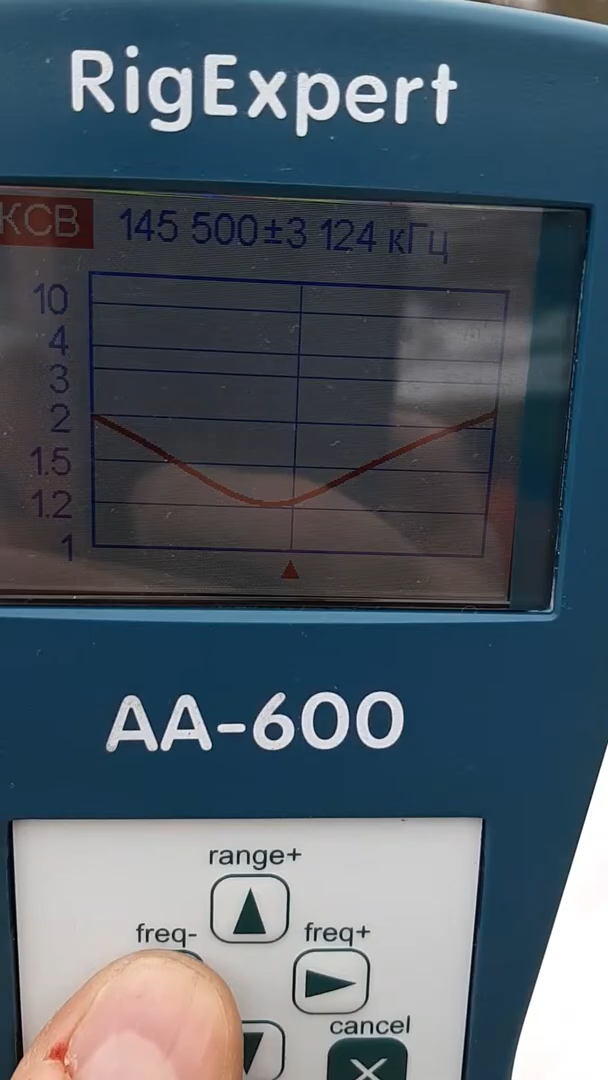 RigExpert
КСВ 145 500±3 124 кГц
10
4
3
2
1.5
1.2
1
AA-600
range+
freq- freq+
cancel